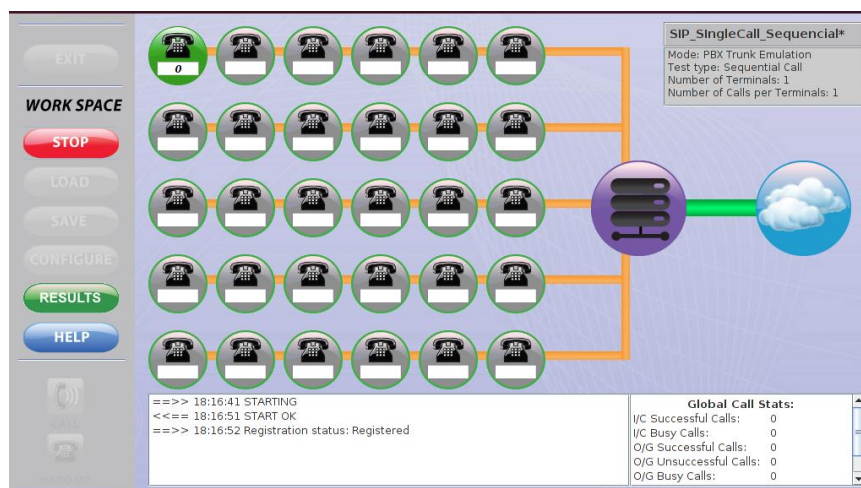 EXIT
WORK SPACE
STOP
LOAD
SAVE
CONFIGURE
RESULTS
HELP
CALL
0
SIP_SIngleCall_Sequencial*
Mode: PBX Trunk Emulation
Test type: Sequential Call
Number of Terminals: 1
Number of Calls per Terminals: 1
==>> 18:16:41 STARTING
<<== 18:16:51 START OK
==>> 18:16:52 Registration status: Registered
Global Call Stats:
I/C Successful Calls: 0
I/C Busy Calls: 0
O/G Successful Calls: 0
O/G Unsuccessful Calls: 0
O/G Busy Calls: 0